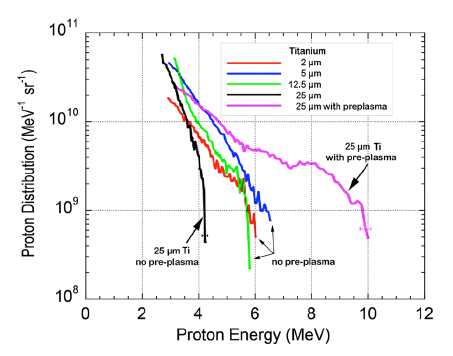 10¹¹
10¹⁰
10⁹
10⁸
Proton Distribution (MeV⁻¹ sr⁻¹)
Titanium
2 µm
5 µm
12.5 µm
25 µm
25 µm with preplasma
25 µm Ti
with pre-plasma
25 µm Ti
no pre-plasma
no pre-plasma
0 2 4 6 8 10 12
Proton Energy (MeV)